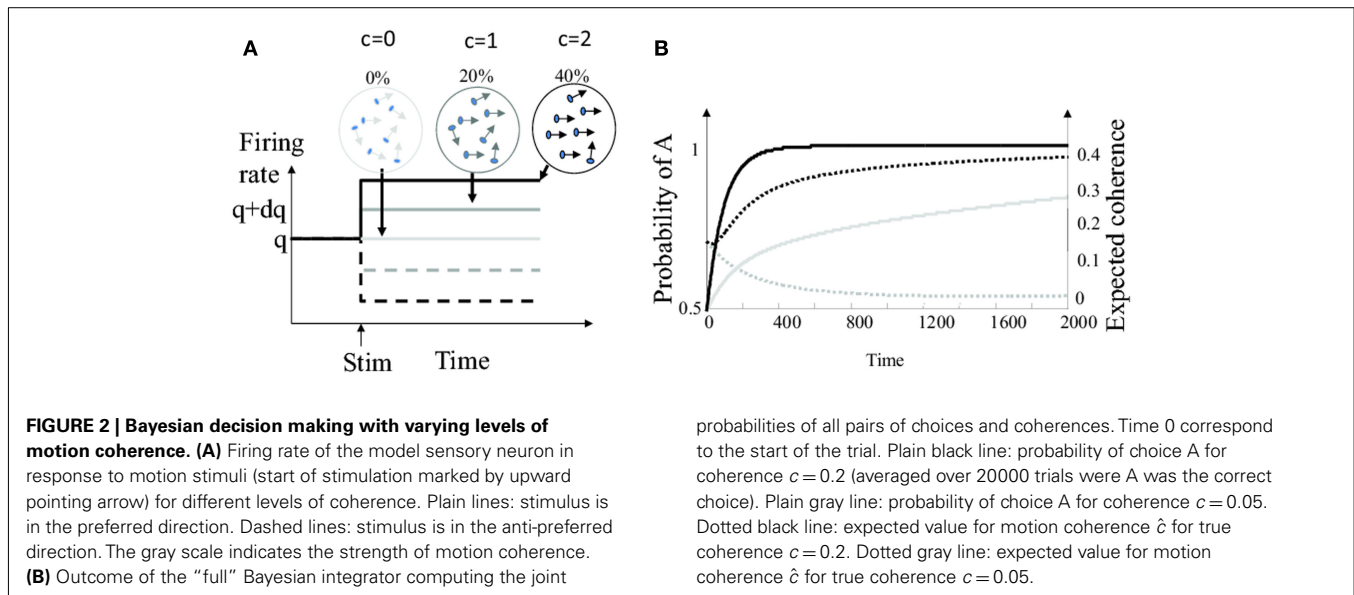 A
c=0
c=1
c=2
0%
20%
40%
Firing
rate
q+dq
q
Stim
Time
B
Probability of A
1
0.5
0
400
800
1200
1600
2000
Time
0.4
0.3
0.2
0.1
0
Expected coherence
FIGURE 2 | Bayesian decision making with varying levels of
motion coherence. (A) Firing rate of the model sensory neuron in
response to motion stimuli (start of stimulation marked by upward
pointing arrow) for different levels of coherence. Plain lines: stimulus is
in the preferred direction. Dashed lines: stimulus is in the anti-preferred
direction. The gray scale indicates the strength of motion coherence.
(B) Outcome of the “full” Bayesian integrator computing the joint
probabilities of all pairs of choices and coherences. Time 0 correspond
to the start of the trial. Plain black line: probability of choice A for
coherence c = 0.2 (averaged over 20000 trials were A was the correct
choice). Plain gray line: probability of choice A for coherence c = 0.05.
Dotted black line: expected value for motion coherence ĉ for true
coherence c = 0.2. Dotted gray line: expected value for motion
coherence ĉ for true coherence c = 0.05.